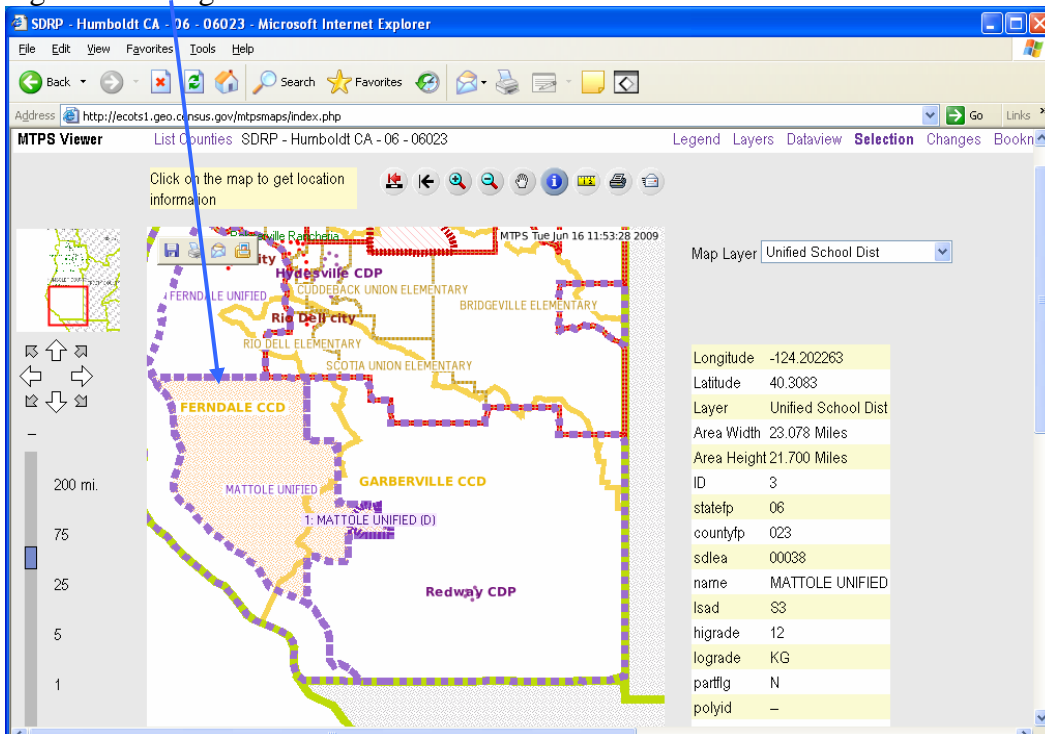 SDRP - Humboldt CA - 06 - 06023 - Microsoft Internet Explorer
File Edit View Favorites Tools Help
Back Search Favorites
Address http://ecots1.geo.census.gov/mtpsmaps/index.php Go Links
MTPS Viewer List Counties SDRP - Humboldt CA - 06 - 06023 Legend Layers Dataview Selection Changes Bookn
Click on the map to get location
information
MTPS Tue Jun 16 11:53:28 2009
Rancheria
ity
Hydesville CDP
CUDDEBACK UNION ELEMENTARY
FERNDALE UNIFIED
BRIDGEVILLE ELEMENTARY
Rio Dell city
RIO DELL ELEMENTARY
SCOTIA UNION ELEMENTARY
FERNDALE CCD
GARBERVILLE CCD
MATTOLE UNIFIED
1: MATTOLE UNIFIED (D)
Redway CDP
200 mi.
75
25
5
1
Map Layer Unified School Dist
Longitude -124.202263
Latitude 40.3083
Layer Unified School Dist
Area Width 23.078 Miles
Area Height 21.700 Miles
ID 3
statefp 06
countyfp 023
sdlea 00038
name MATTOLE UNIFIED
lsad S3
higrade 12
lograde KG
partflg N
polyid –